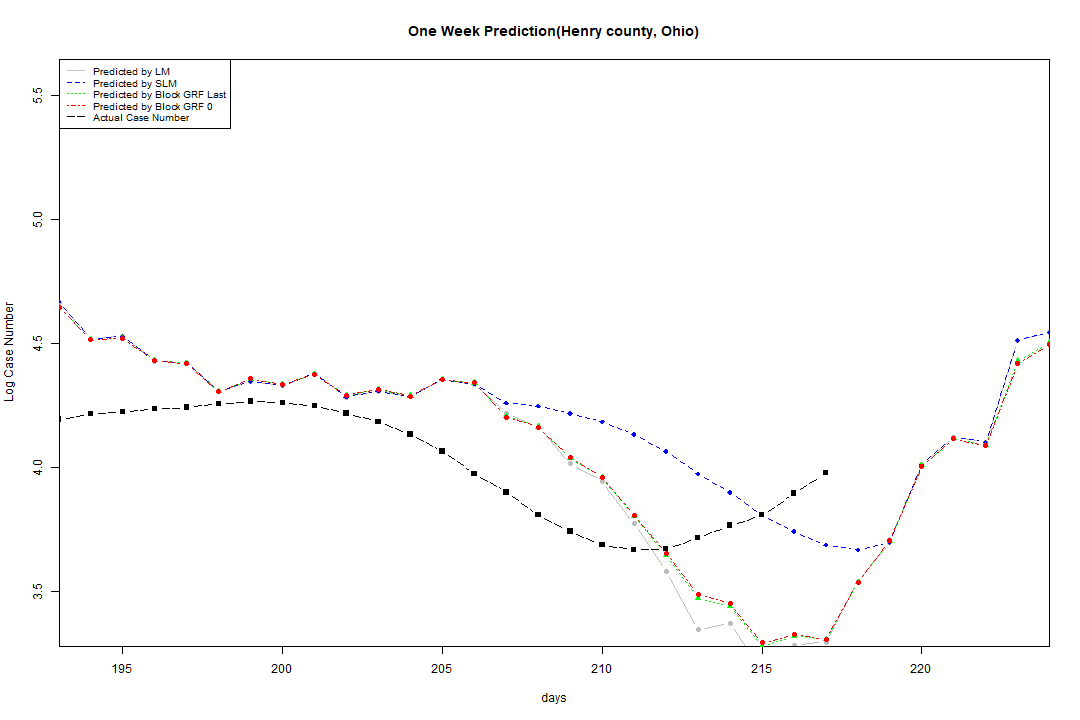 One Week Prediction(Henry county, Ohio)
Predicted by LM
Predicted by SLM
Predicted by Block GRF Last
Predicted by Block GRF 0
Actual Case Number
5.5
5.0
4.5
4.0
3.5
Log Case Number
195 200 205 210 215 220
days